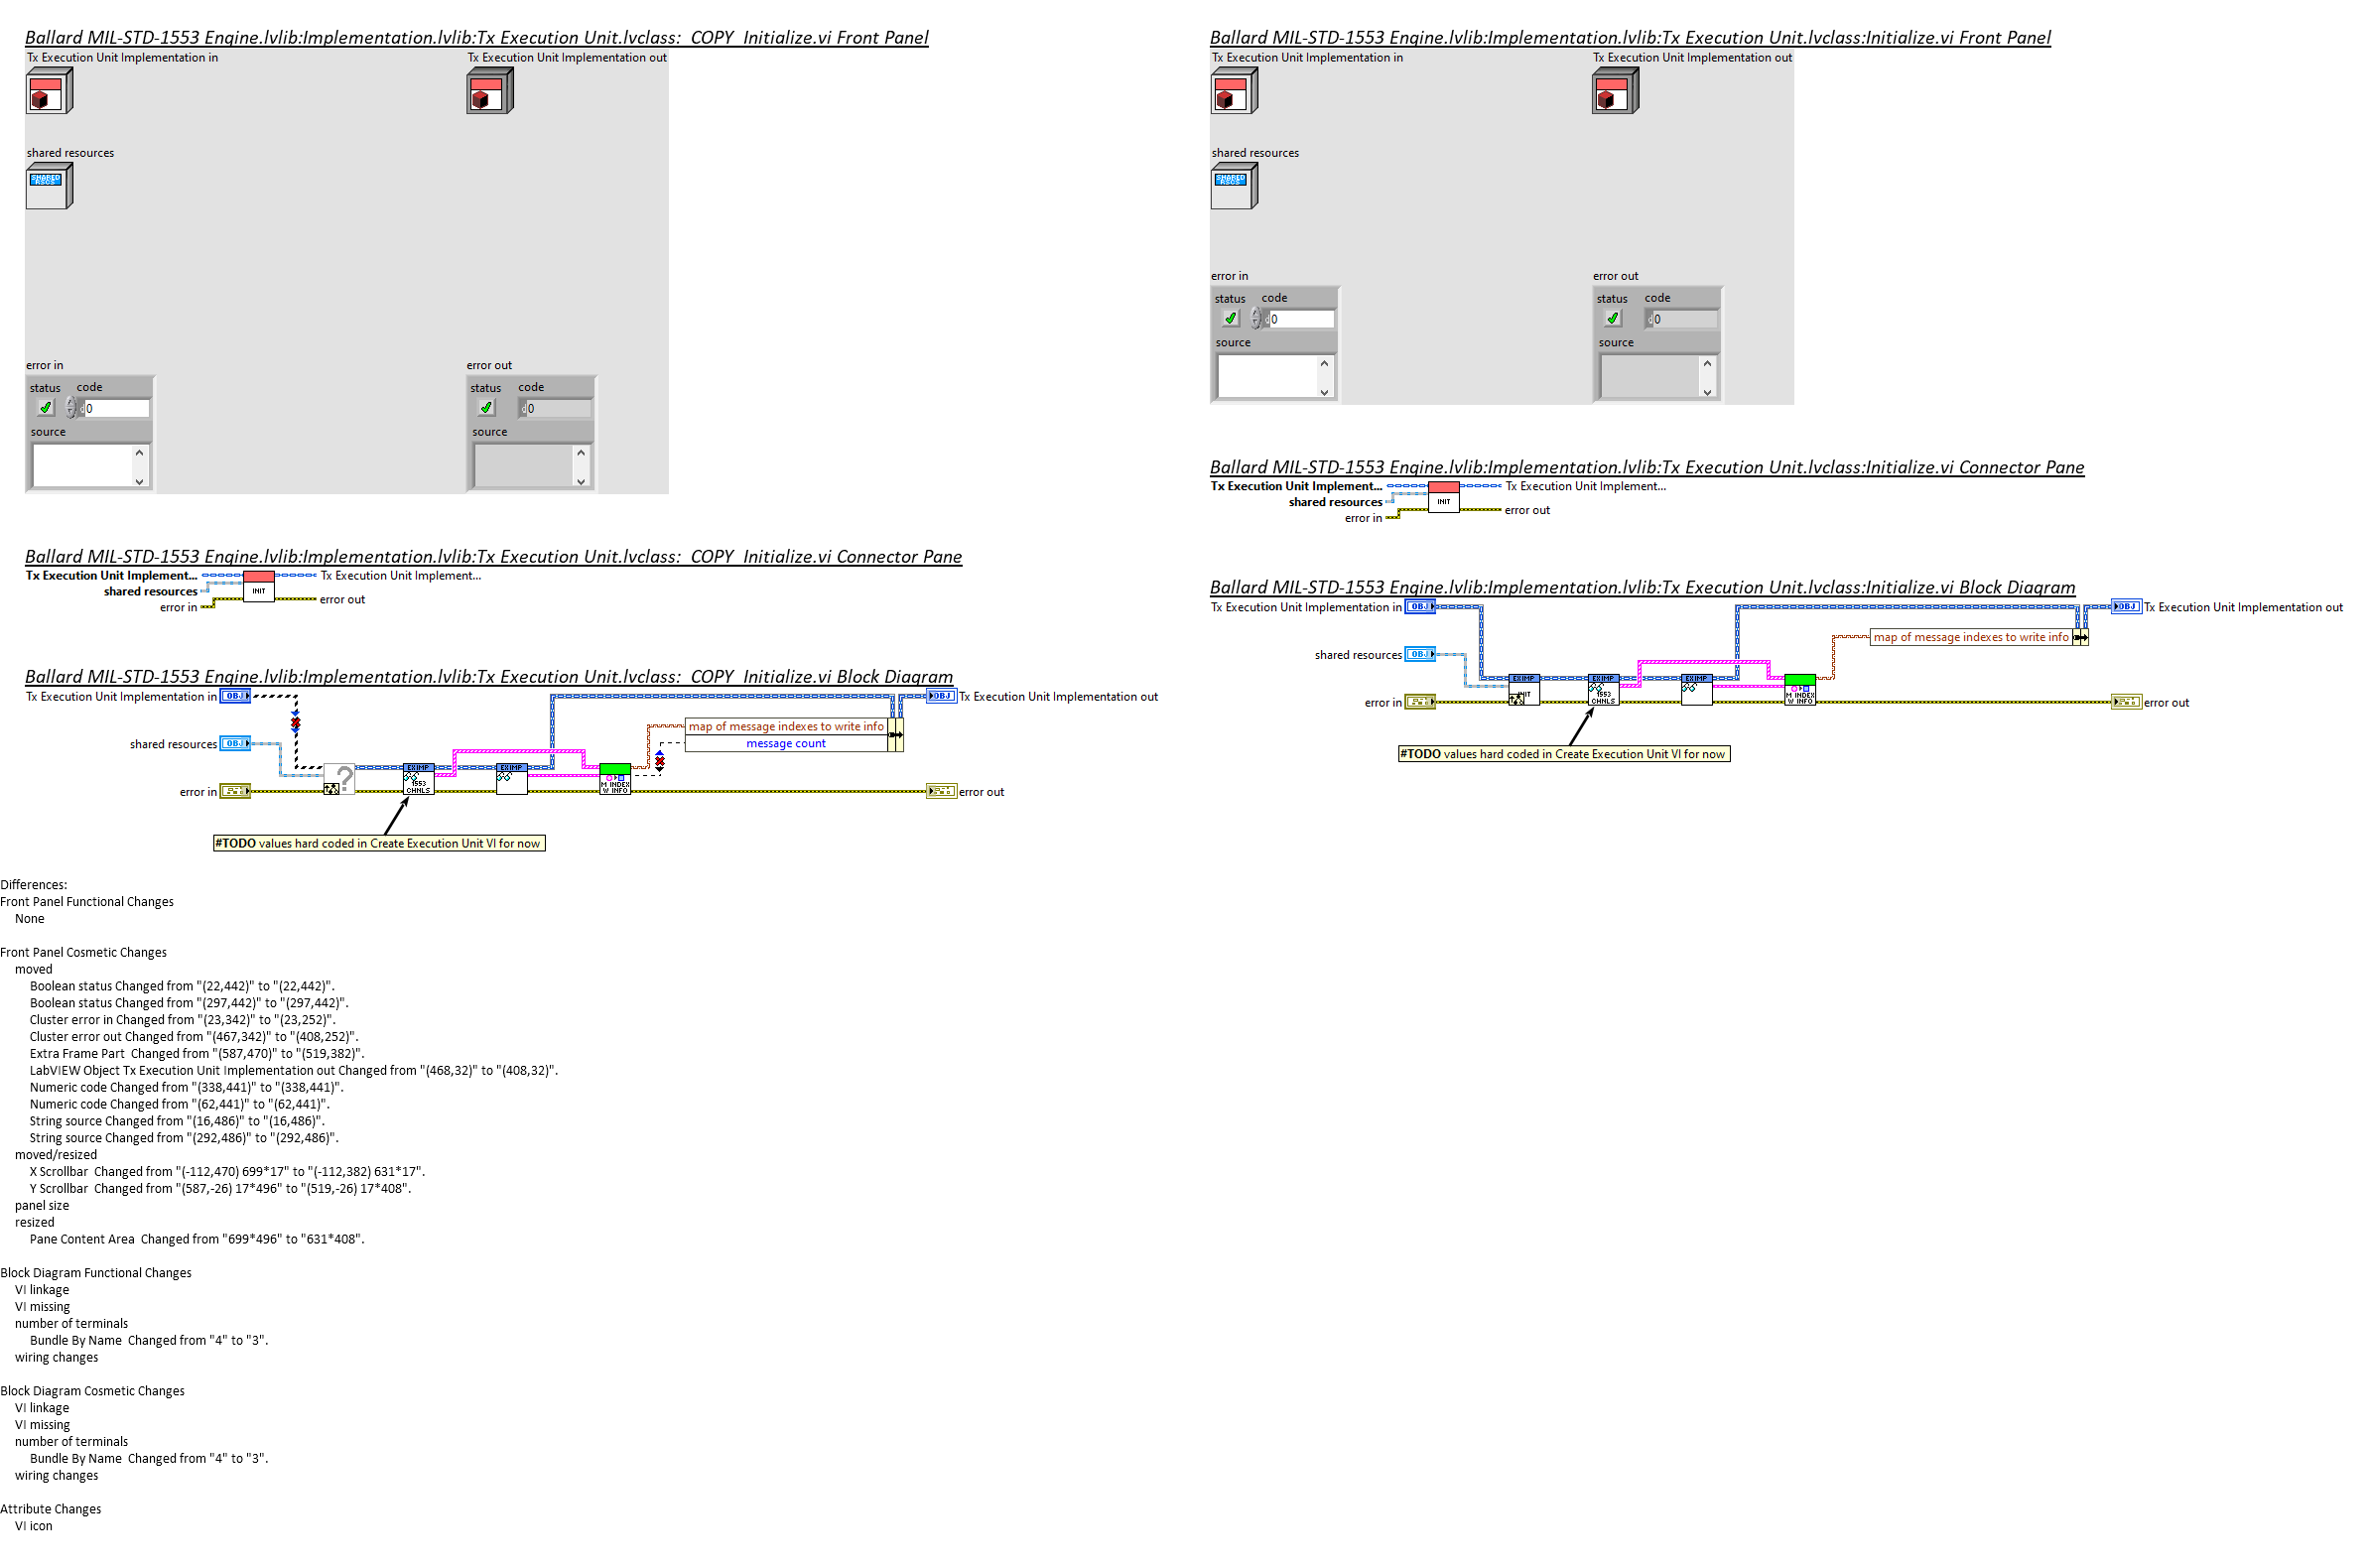 Ballard MIL-STD-1553 Engine.lvlib:Implementation.lvlib:Tx Execution Unit.lvclass:  COPY  Initialize.vi Front Panel
Tx Execution Unit Implementation in
Tx Execution Unit Implementation out
shared resources
SHARED
RSCS
error in
status
code
0
source
error out
status
code
0
source
Ballard MIL-STD-1553 Engine.lvlib:Implementation.lvlib:Tx Execution Unit.lvclass:  COPY  Initialize.vi Connector Pane
Tx Execution Unit Implement...
shared resources
error in
INIT
Tx Execution Unit Implement...
error out
Ballard MIL-STD-1553 Engine.lvlib:Implementation.lvlib:Tx Execution Unit.lvclass:  COPY  Initialize.vi Block Diagram
Tx Execution Unit Implementation in
OBJ
OBJ
Tx Execution Unit Implementation out
map of message indexes to write info
message count
shared resources
OBJ
?
EXIMP
1553
CHNLS
EXIMP
M INDEX
W INFO
error in
error out
#TODO values hard coded in Create Execution Unit VI for now
Differences:
Front Panel Functional Changes
None
Front Panel Cosmetic Changes
moved
Boolean status Changed from "(22,442)" to "(22,442)".
Boolean status Changed from "(297,442)" to "(297,442)".
Cluster error in Changed from "(23,342)" to "(23,252)".
Cluster error out Changed from "(467,342)" to "(408,252)".
Extra Frame Part  Changed from "(587,470)" to "(519,382)".
LabVIEW Object Tx Execution Unit Implementation out Changed from "(468,32)" to "(408,32)".
Numeric code Changed from "(338,441)" to "(338,441)".
Numeric code Changed from "(62,441)" to "(62,441)".
String source Changed from "(16,486)" to "(16,486)".
String source Changed from "(292,486)" to "(292,486)".
moved/resized
X Scrollbar  Changed from "(-112,470) 699*17" to "(-112,382) 631*17".
Y Scrollbar  Changed from "(587,-26) 17*496" to "(519,-26) 17*408".
panel size
resized
Pane Content Area  Changed from "699*496" to "631*408".
Block Diagram Functional Changes
VI linkage
VI missing
number of terminals
Bundle By Name  Changed from "4" to "3".
wiring changes
Block Diagram Cosmetic Changes
VI linkage
VI missing
number of terminals
Bundle By Name  Changed from "4" to "3".
wiring changes
Attribute Changes
VI icon
Ballard MIL-STD-1553 Engine.lvlib:Implementation.lvlib:Tx Execution Unit.lvclass:Initialize.vi Front Panel
Tx Execution Unit Implementation in
Tx Execution Unit Implementation out
shared resources
SHARED
RSCS
error in
status
code
0
source
error out
status
code
0
source
Ballard MIL-STD-1553 Engine.lvlib:Implementation.lvlib:Tx Execution Unit.lvclass:Initialize.vi Connector Pane
Tx Execution Unit Implement...
shared resources
error in
INIT
Tx Execution Unit Implement...
error out
Ballard MIL-STD-1553 Engine.lvlib:Implementation.lvlib:Tx Execution Unit.lvclass:Initialize.vi Block Diagram
Tx Execution Unit Implementation in
OBJ
OBJ
Tx Execution Unit Implementation out
map of message indexes to write info
shared resources
OBJ
EXIMP
INIT
EXIMP
1553
CHNLS
EXIMP
M INDEX
W INFO
error in
error out
#TODO values hard coded in Create Execution Unit VI for now